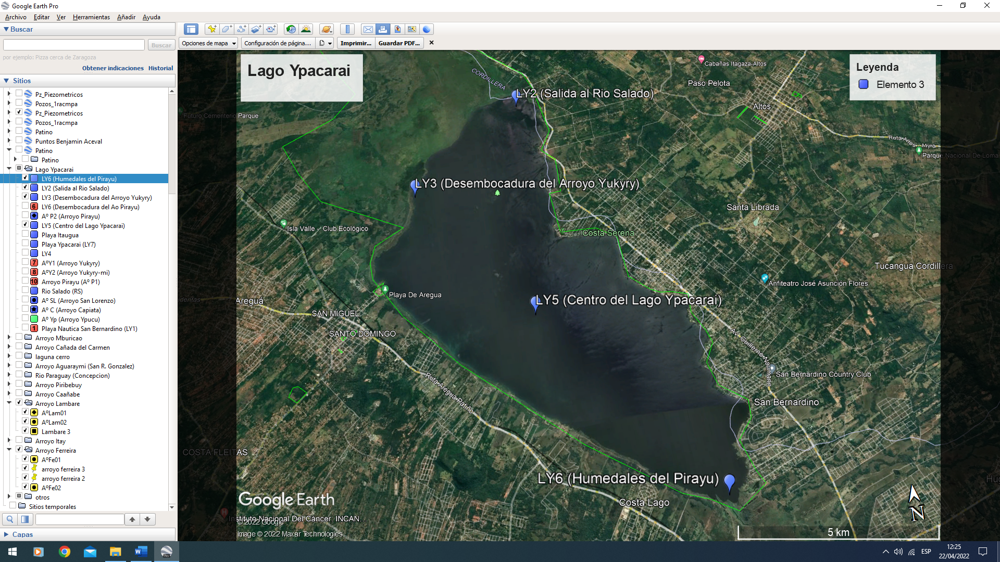 Google Earth Pro
Archivo Editar Ver Herramientas Añadir Ayuda
Buscar
Buscar
por ejemplo: Pizza cerca de Zaragoza
Obtener indicaciones Historial
Sitios
Pz_Piezometricos
Pozos_1racmpa
Pz_Piezometricos
Pozos_1racmpa
Patino
Puntos Benjamin Aceval
Patino
Patino
Lago Ypacarai
LY6 (Humedales del Pirayu)
LY2 (Salida al Rio Salado)
LY3 (Desembocadura del Arroyo Yukyry)
6 LY6 (Desembocadura del Ao Pirayu)
Aº P2 (Arroyo Pirayu)
LY5 (Centro del Lago Ypacarai)
Playa Itaugua
Playa Ypacarai (LY7)
LY4
7 AºY1 (Arroyo Yukyry)
8 AºY2 (Arroyo Yukyry-mi)
10 Arroyo Pirayu (Aº P1)
Rio Salado (RS)
Aº SL (Arroyo San Lorenzo)
Aº C (Arroyo Capiata)
Aº Yp (Arroyo Ypucu)
1 Playa Nautica San Bernardino (LY1)
Arroyo Mburicao
Arroyo Cañada del Carmen
laguna cerro
Arroyo Aguaraymi (San R. Gonzalez)
Rio Paraguay (Concepcion)
Arroyo Piribebuy
Arroyo Caañabe
Arroyo Lambare
AºLam01
AºLam02
Lambare 3
Arroyo Itay
Arroyo Ferreira
AºFe01
arroyo ferreira 3
arroyo ferreira 2
AºFe02
otros
Sitios temporales
Capas
Opciones de mapa Configuración de página... Imprimir... Guardar PDF...
Lago Ypacarai
Leyenda
Elemento 3
CORDILLERA
Cabañas Itagaza-Altos
Paso Pelota
LY2 (Salida al Rio Salado)
Altos
Futuro Cementerio Parque
Ruta Altos - Atyra
Parque Nacional De Loma
LY3 (Desembocadura del Arroyo Yukyry)
Santa Librada
Isla Valle - Club Ecológico
Costa Serena
Tucangua Cordillera
Anfiteatro José Asunción Flores
Playa De Aregua
Areguá
LY5 (Centro del Lago Ypacarai)
SAN MIGUEL
SANTO DOMINGO
Av. Guillermo Naumann
San Bernardino Country Club
Ruta Aregua Patiño
San Bernardino
COSTA FLEITAS
LY6 (Humedales del Pirayu)
Costa Lago
Google Earth
Instituto Nacional Del Cáncer. INCAN...
© 2022 Google
Image © 2022 Maxar Technologies
N
5 km
ESP
12:25
22/04/2022